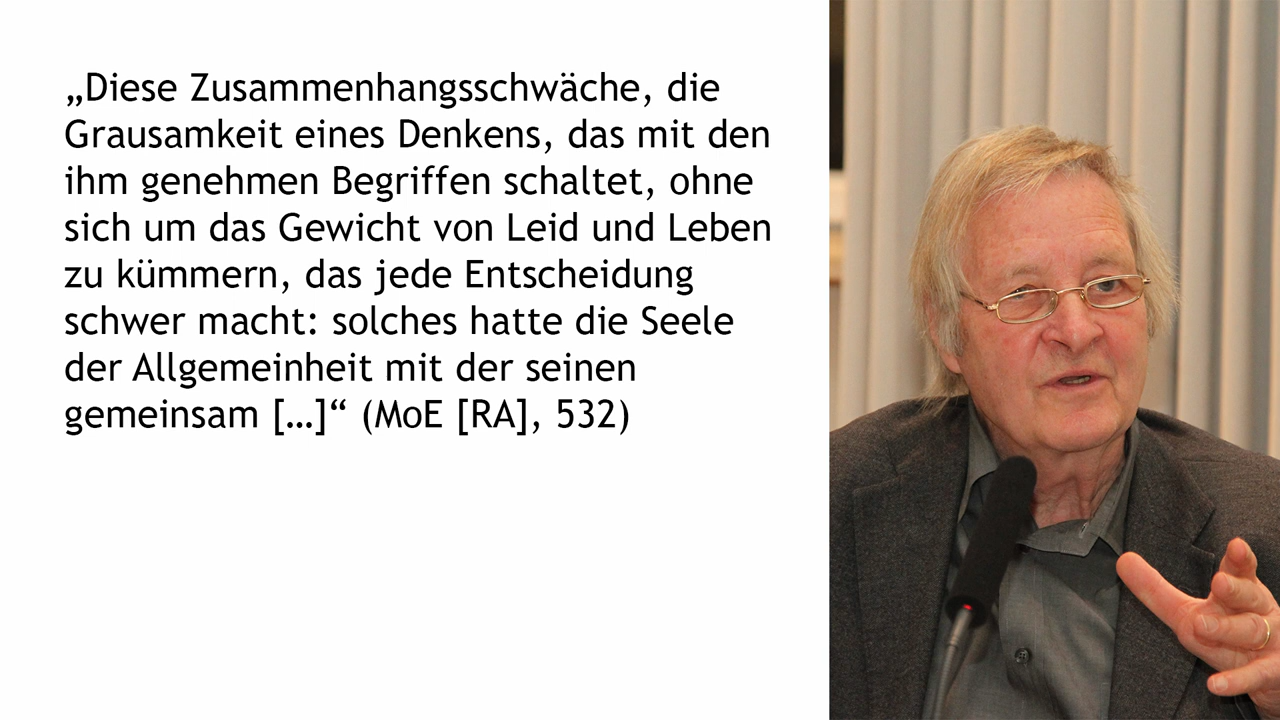 „Diese Zusammenhangsschwäche, die
Grausamkeit eines Denkens, das mit den
ihm genehmen Begriffen schaltet, ohne
sich um das Gewicht von Leid und Leben
zu kümmern, das jede Entscheidung
schwer macht: solches hatte die Seele
der Allgemeinheit mit der seinen
gemeinsam […]“ (MoE [RA], 532)